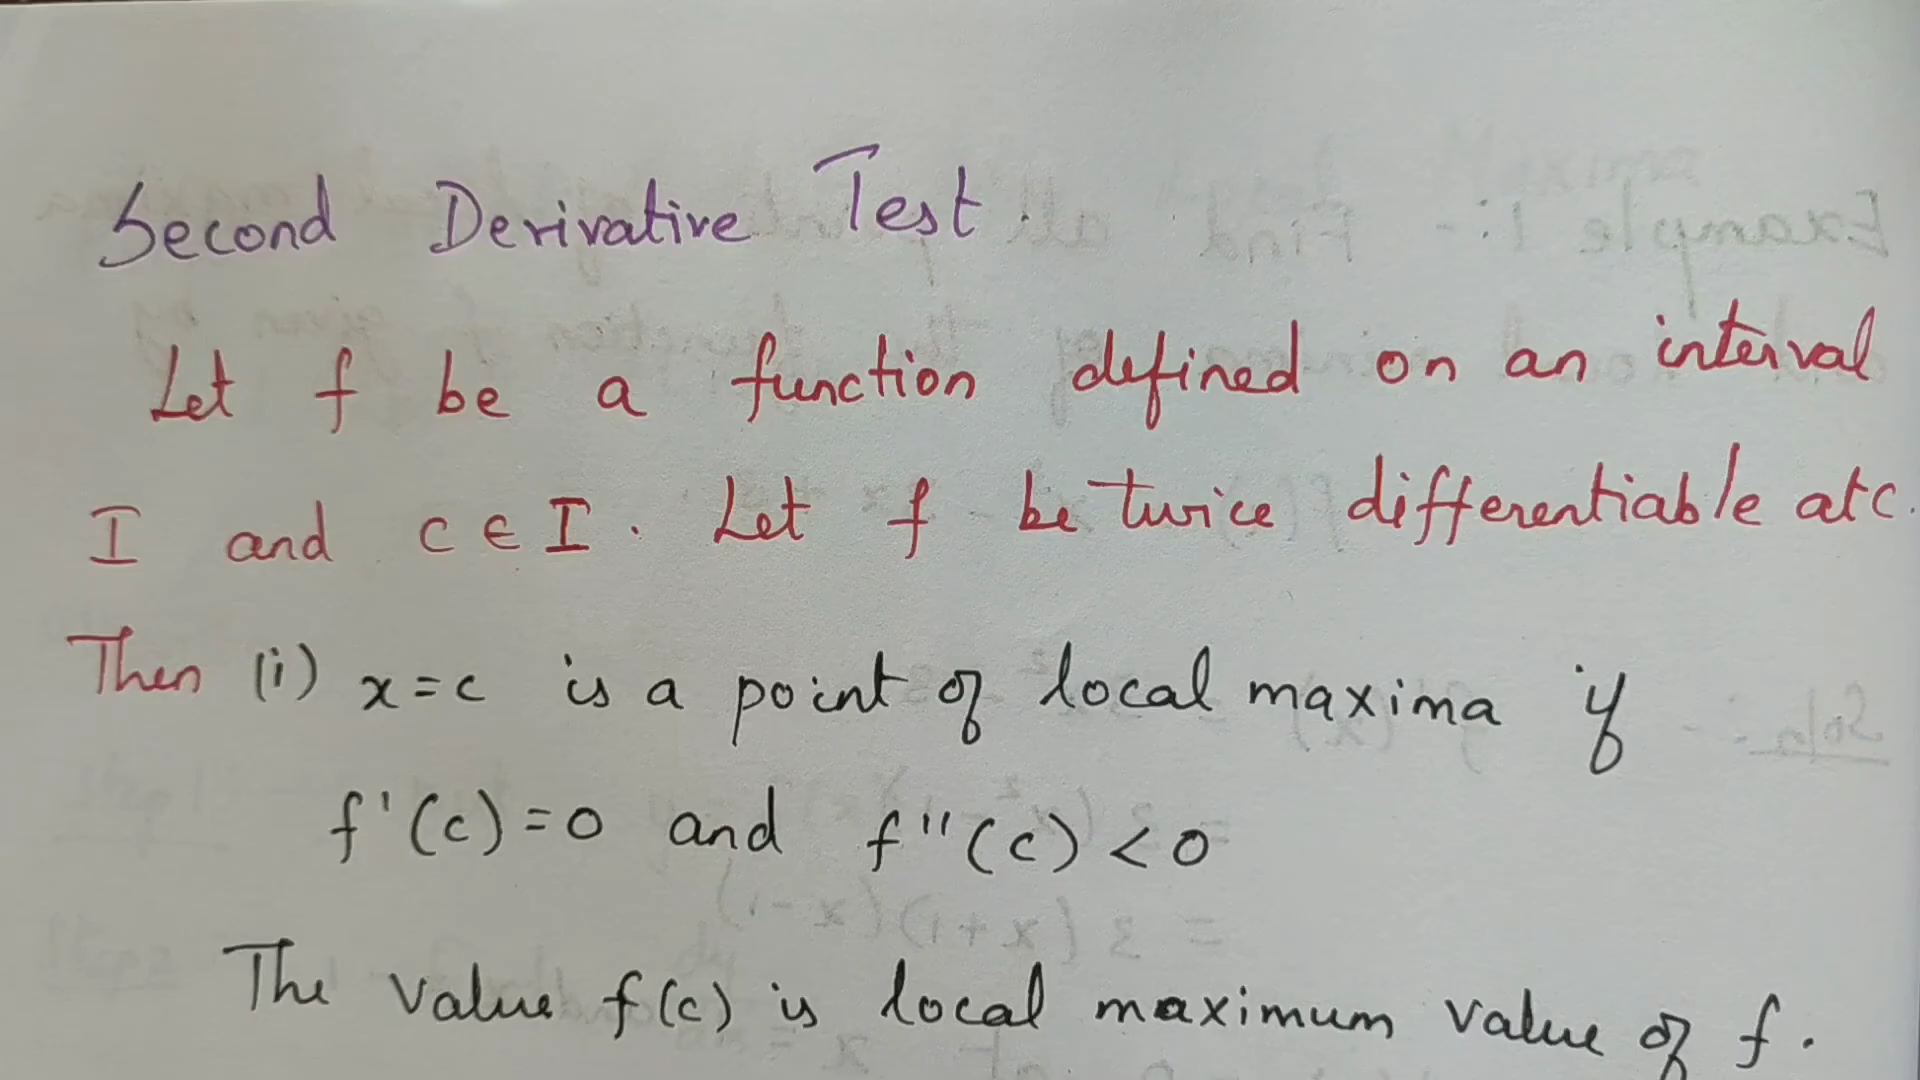 Second Derivative Test.
Let f be a function defined on an interval
I and c ∈ I. Let f be twice differentiable at c.
Then (i) x=c is a point of local maxima if
f'(c)=0 and f''(c)<0
The value f(c) is local maximum value of f.